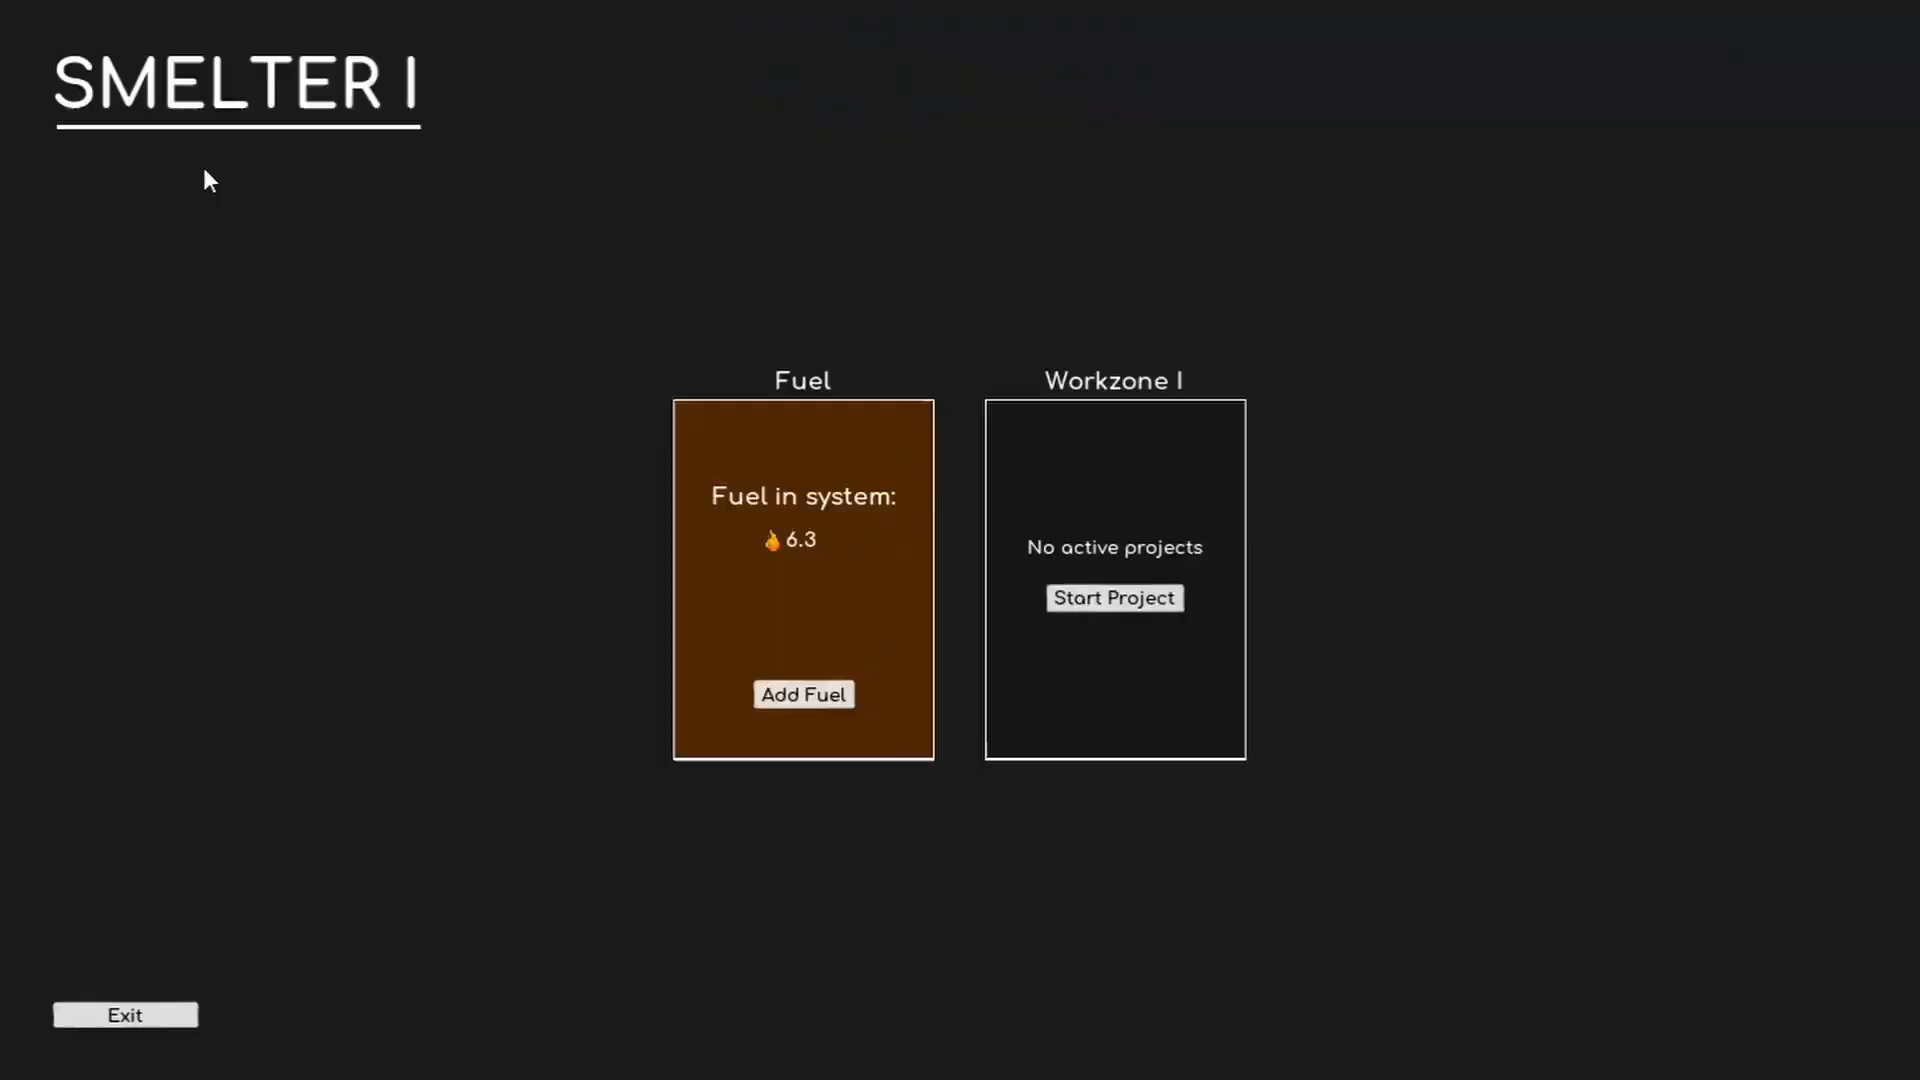 SMELTER I
Fuel
Fuel in system:
6.3
Add Fuel
Workzone I
No active projects
Start Project
Exit